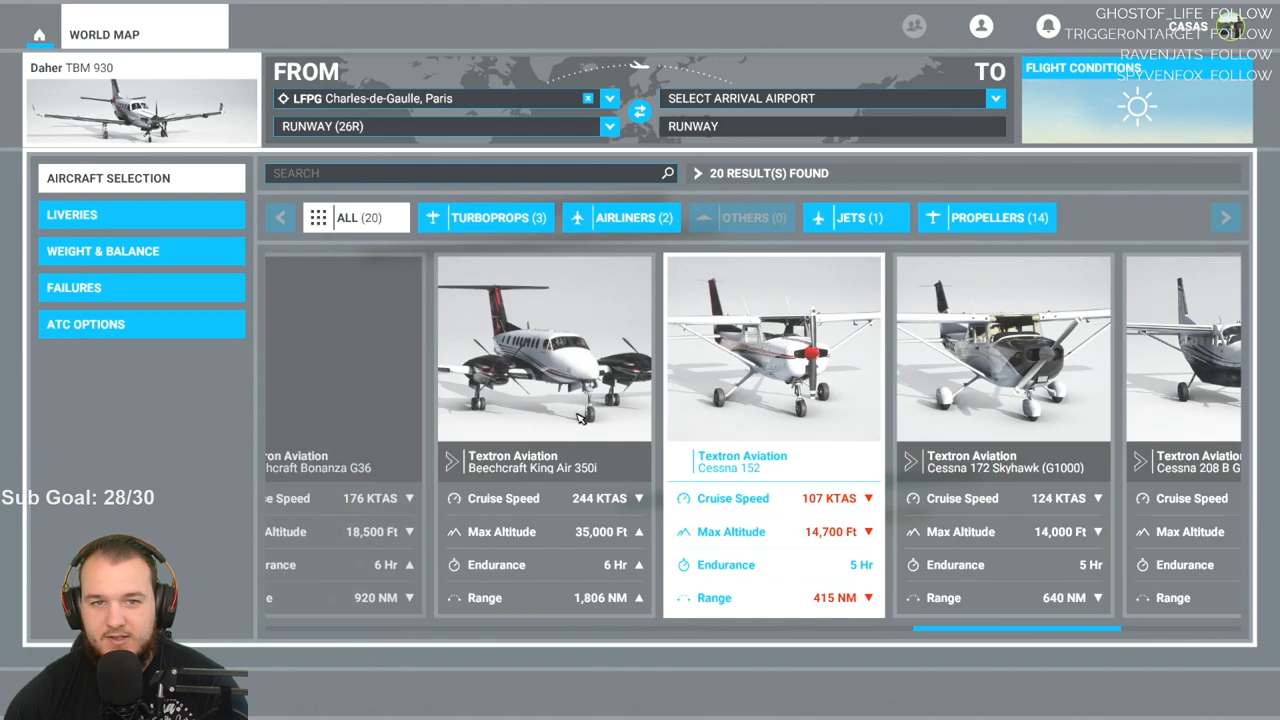 WORLD MAP
GHOSTOF_LIFE FOLLOW
CASAS
TRIGGER0NTARGET FOLLOW
RAVENJATS FOLLOW
SPYVENFOX FOLLOW
Daher TBM 930
FROM
TO
FLIGHT CONDITIONS
LFPG Charles-de-Gaulle, Paris
SELECT ARRIVAL AIRPORT
RUNWAY (26R)
RUNWAY
AIRCRAFT SELECTION
LIVERIES
WEIGHT & BALANCE
FAILURES
ATC OPTIONS
SEARCH
20 RESULT(S) FOUND
ALL (20)
TURBOPROPS (3)
AIRLINERS (2)
OTHERS (0)
JETS (1)
PROPELLERS (14)
ron Aviation
hcraft Bonanza G36
e Speed 176 KTAS
Altitude 18,500 Ft
rance 6 Hr
e 920 NM
Textron Aviation
Beechcraft King Air 350i
Cruise Speed 244 KTAS
Max Altitude 35,000 Ft
Endurance 6 Hr
Range 1,806 NM
Textron Aviation
Cessna 152
Cruise Speed 107 KTAS
Max Altitude 14,700 Ft
Endurance 5 Hr
Range 415 NM
Textron Aviation
Cessna 172 Skyhawk (G1000)
Cruise Speed 124 KTAS
Max Altitude 14,000 Ft
Endurance 5 Hr
Range 640 NM
Textron Aviatio
Cessna 208 B G
Cruise Speed
Max Altitude
Endurance
Range
Sub Goal: 28/30